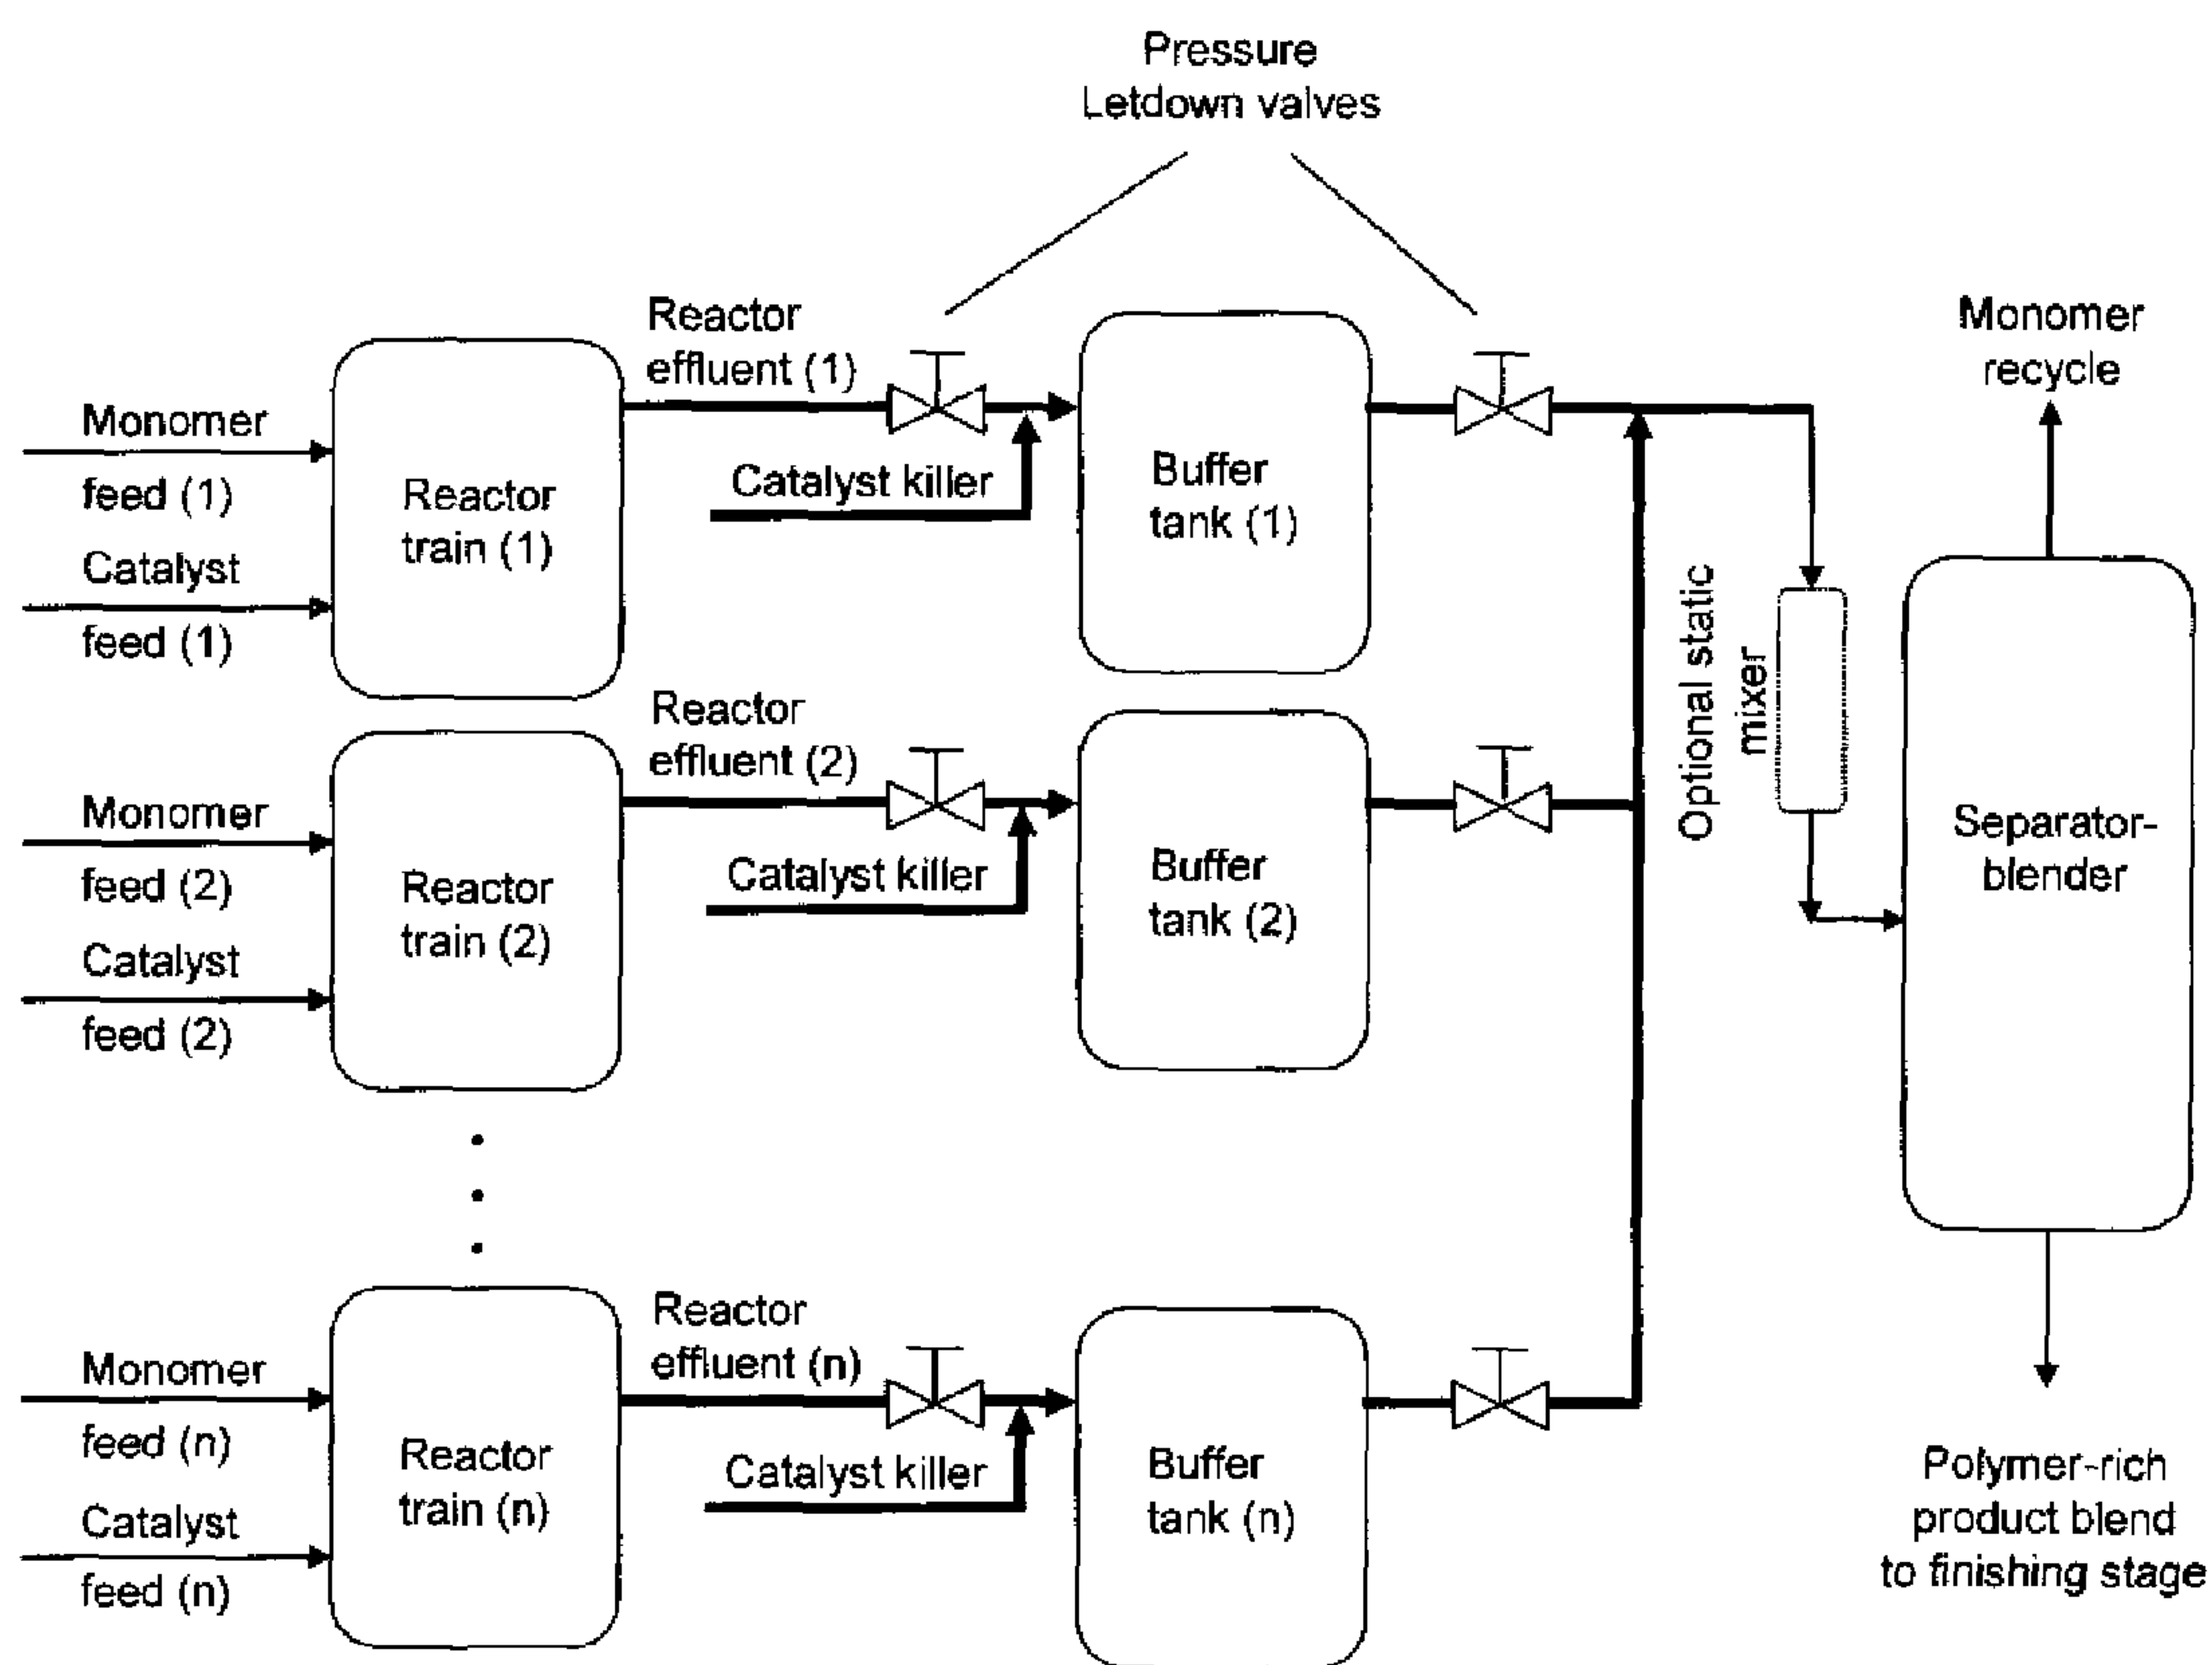 Pressure
Letdown valves
Reactor
effluent (1)
Monomer
recycle
Monomer
feed (1)
Catalyst
feed (1)
Reactor
train (1)
Catalyst killer
Buffer
tank (1)
Optional static
mixer
Separator-
blender
Reactor
effluent (2)
Monomer
feed (2)
Catalyst
feed (2)
Reactor
train (2)
Catalyst killer
Buffer
tank (2)
Reactor
effluent (n)
Monomer
feed (n)
Catalyst
feed (n)
Reactor
train (n)
Catalyst killer
Buffer
tank (n)
Polymer-rich
product blend
to finishing stage